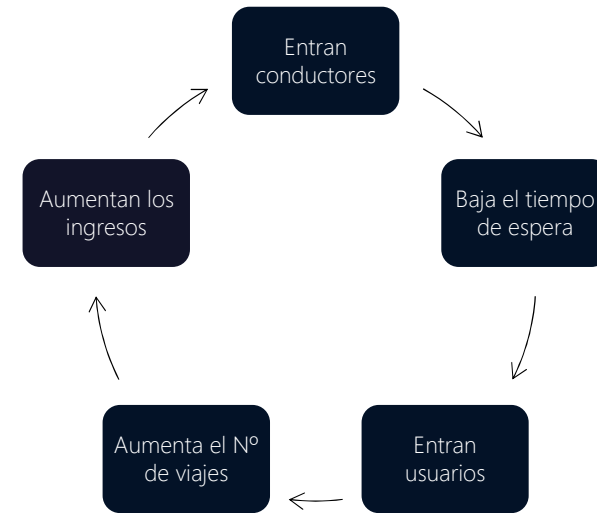 Entran
conductores
Baja el tiempo
de espera
Entran
usuarios
Aumenta el Nº
de viajes
Aumentan los
ingresos